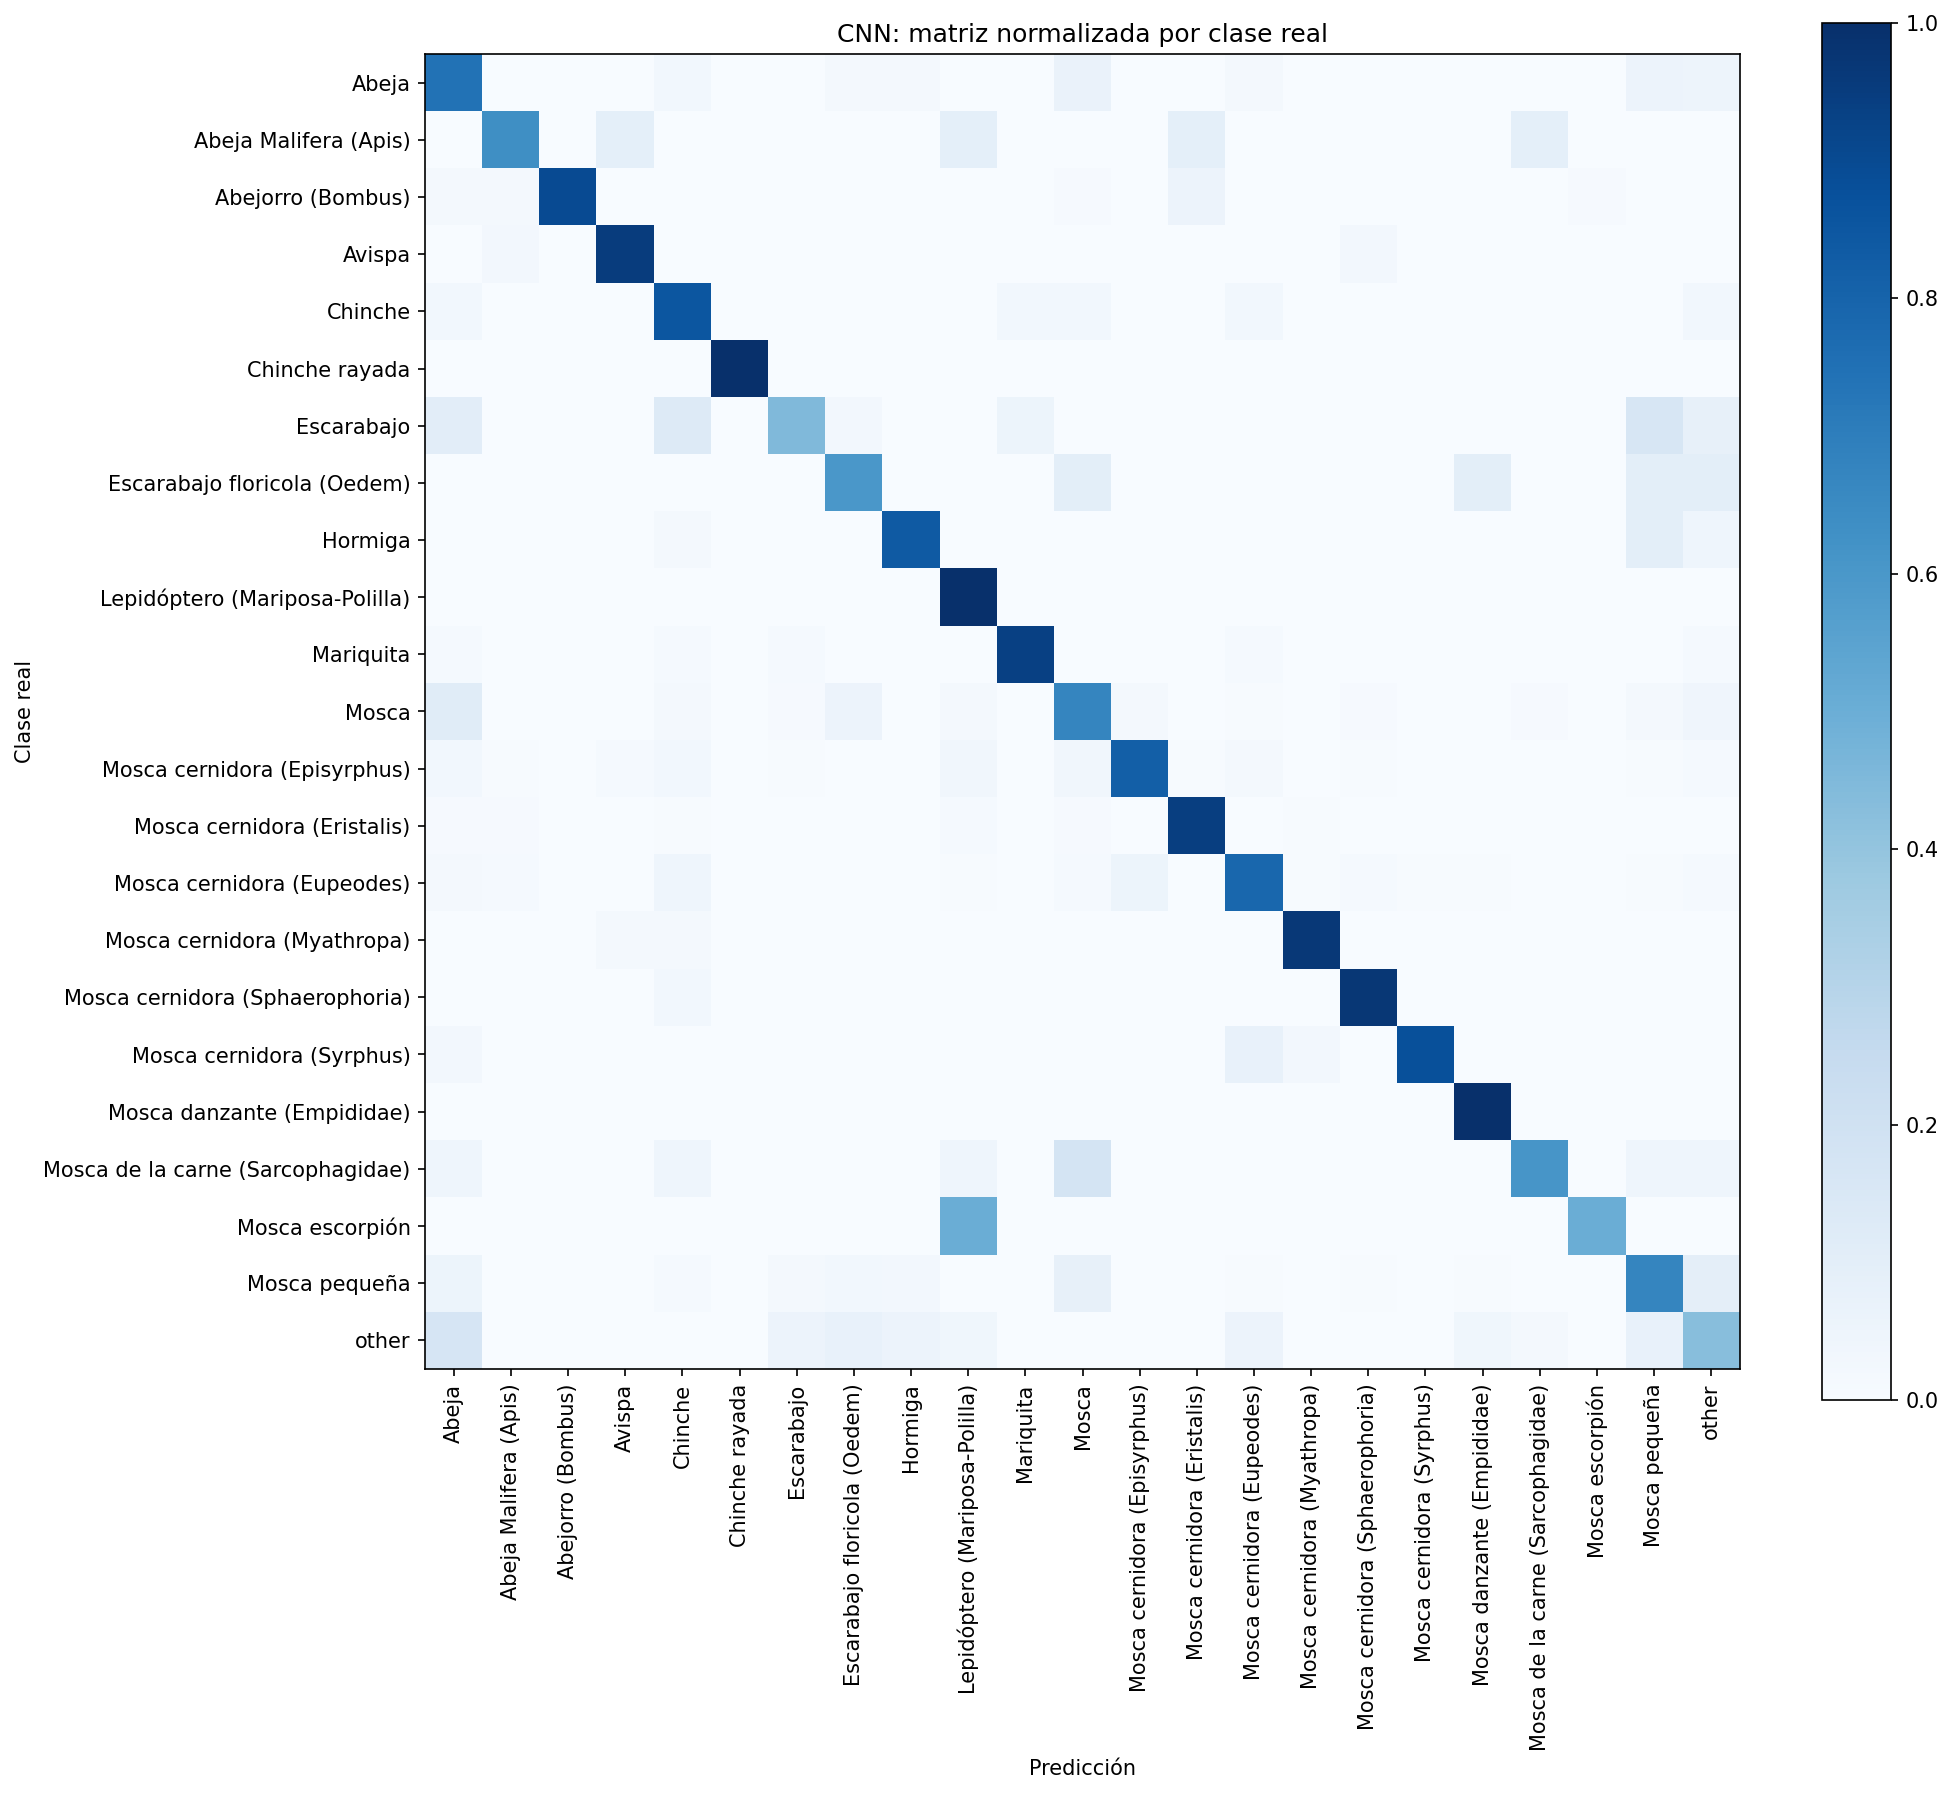 CNN: matriz normalizada por clase real
Clase real
Abeja
Abeja Malifera (Apis)
Abejorro (Bombus)
Avispa
Chinche
Chinche rayada
Escarabajo
Escarabajo floricola (Oedem)
Hormiga
Lepidóptero (Mariposa-Polilla)
Mariquita
Mosca
Mosca cernidora (Episyrphus)
Mosca cernidora (Eristalis)
Mosca cernidora (Eupeodes)
Mosca cernidora (Myathropa)
Mosca cernidora (Sphaerophoria)
Mosca cernidora (Syrphus)
Mosca danzante (Empididae)
Mosca de la carne (Sarcophagidae)
Mosca escorpión
Mosca pequeña
other
Abeja
Abeja Malifera (Apis)
Abejorro (Bombus)
Avispa
Chinche
Chinche rayada
Escarabajo
Escarabajo floricola (Oedem)
Hormiga
Lepidóptero (Mariposa-Polilla)
Mariquita
Mosca
Mosca cernidora (Episyrphus)
Mosca cernidora (Eristalis)
Mosca cernidora (Eupeodes)
Mosca cernidora (Myathropa)
Mosca cernidora (Sphaerophoria)
Mosca cernidora (Syrphus)
Mosca danzante (Empididae)
Mosca de la carne (Sarcophagidae)
Mosca escorpión
Mosca pequeña
other
Predicción
1.0
0.8
0.6
0.4
0.2
0.0